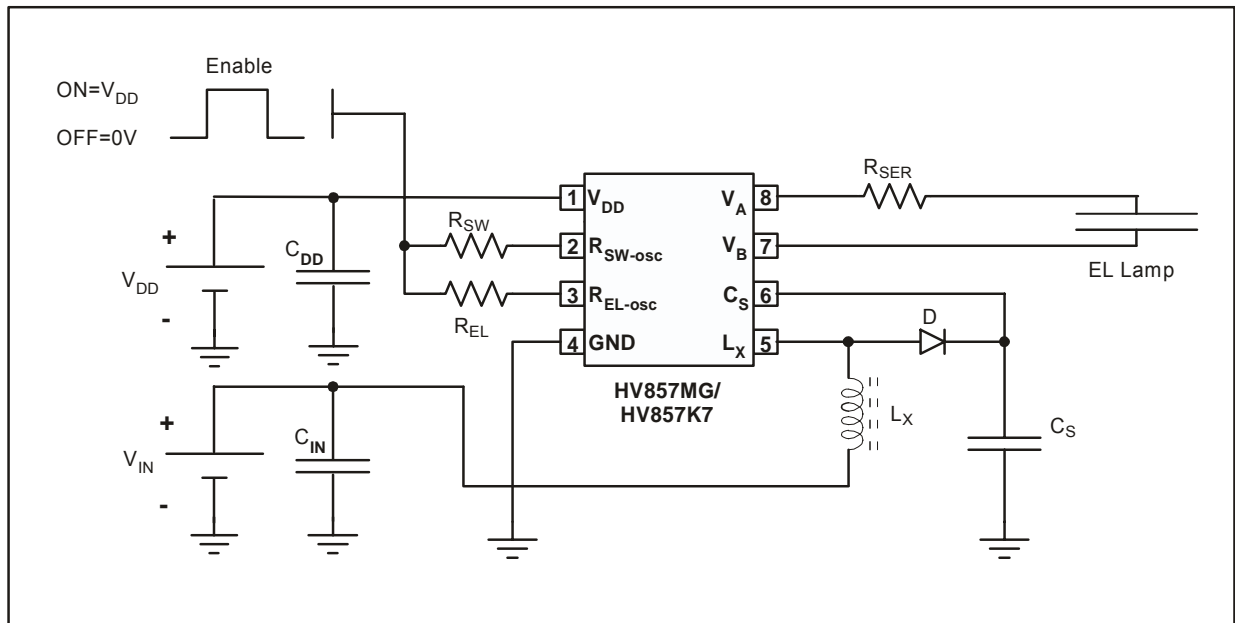 Enable
ON=VDD
OFF=0V
RSW
REL
1 VDD
2 RSW-osc
3 REL-osc
4 GND
VA 8
VB 7
CS 6
LX 5
HV857MG/
HV857K7
RSER
EL Lamp
D
LX
CS
+
VDD
-
CDD
+
VIN
-
CIN